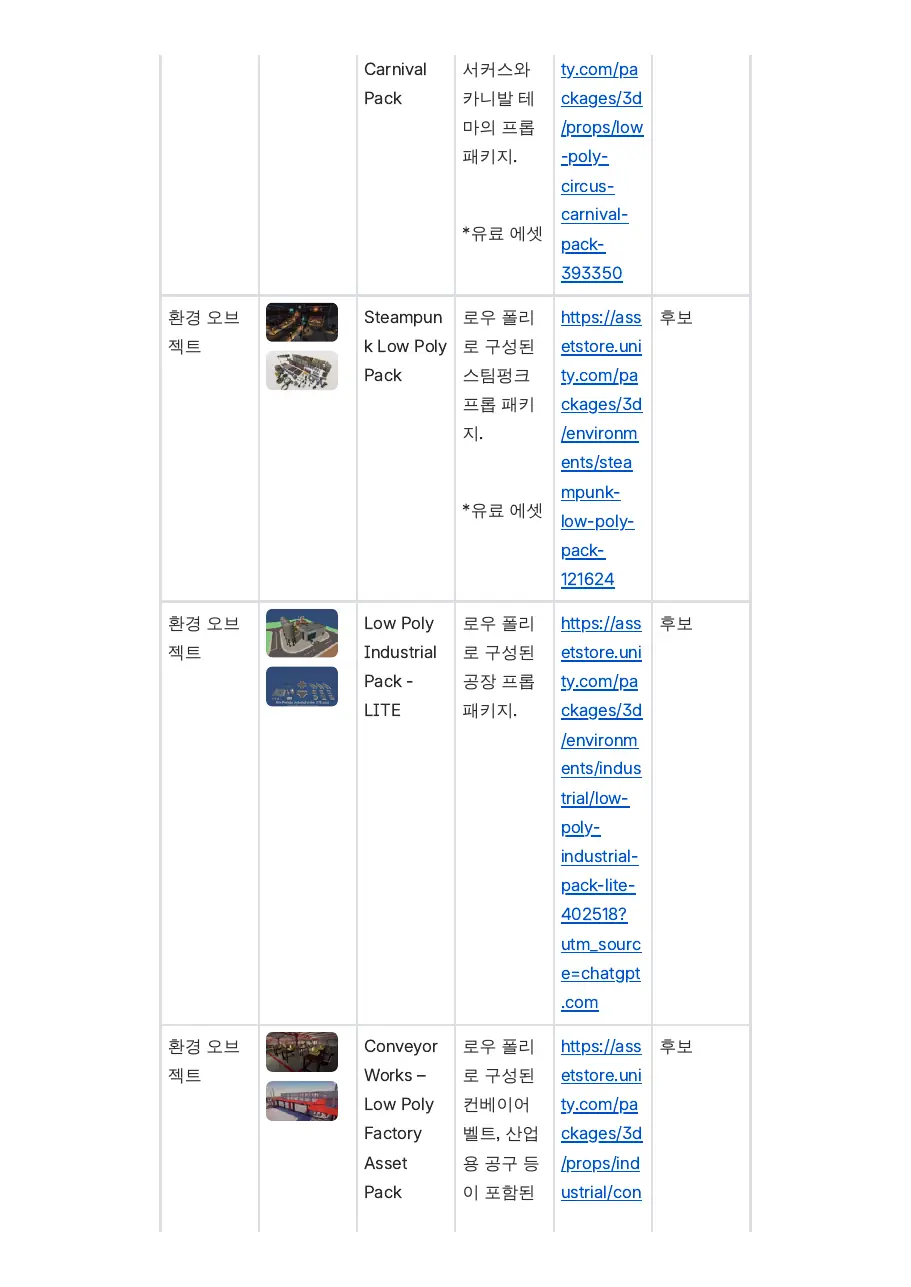 Carnival
Pack
서커스와
카니발 테
마의 프롭
패키지.
*유료 에셋
ty.com/pa
ckages/3d
/props/low
-poly-
circus-
carnival-
pack-
393350
환경 오브
젝트
Steampun
k Low Poly
Pack
로우 폴리
로 구성된
스팀펑크
프롭 패키
지.
*유료 에셋
https://ass
etstore.uni
ty.com/pa
ckages/3d
/environm
ents/stea
mpunk-
low-poly-
pack-
121624
후보
환경 오브
젝트
Low Poly
Industrial
Pack -
LITE
로우 폴리
로 구성된
공장 프롭
패키지.
https://ass
etstore.uni
ty.com/pa
ckages/3d
/environm
ents/indus
trial/low-
poly-
industrial-
pack-lite-
402518?
utm_sourc
e=chatgpt
.com
후보
환경 오브
젝트
Conveyor
Works –
Low Poly
Factory
Asset
Pack
로우 폴리
로 구성된
컨베이어
벨트, 산업
용 공구 등
이 포함된
https://ass
etstore.uni
ty.com/pa
ckages/3d
/props/ind
ustrial/con
후보